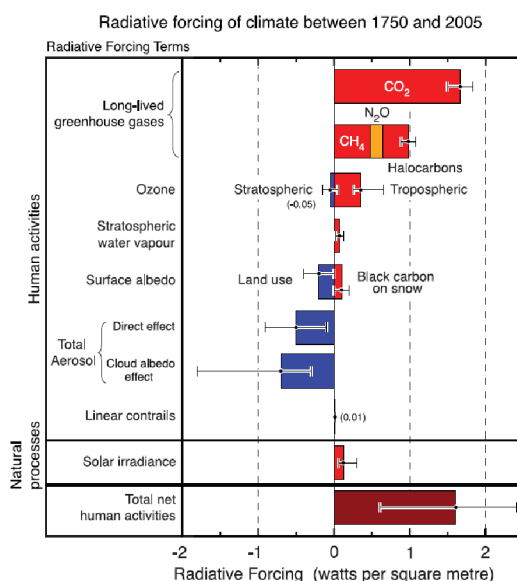 Radiative forcing of climate between 1750 and 2005
Radiative Forcing Terms
Human activities
Long-lived
greenhouse gases
CO2
N2O
CH4
Halocarbons
Ozone
Stratospheric
(-0.05)
Tropospheric
Stratospheric
water vapour
Surface albedo
Land use
Black carbon
on snow
Total
Aerosol
Direct effect
Cloud albedo
effect
Linear contrails
(0.01)
Natural
processes
Solar irradiance
Total net
human activities
-2 -1 0 1 2
Radiative Forcing (watts per square metre)